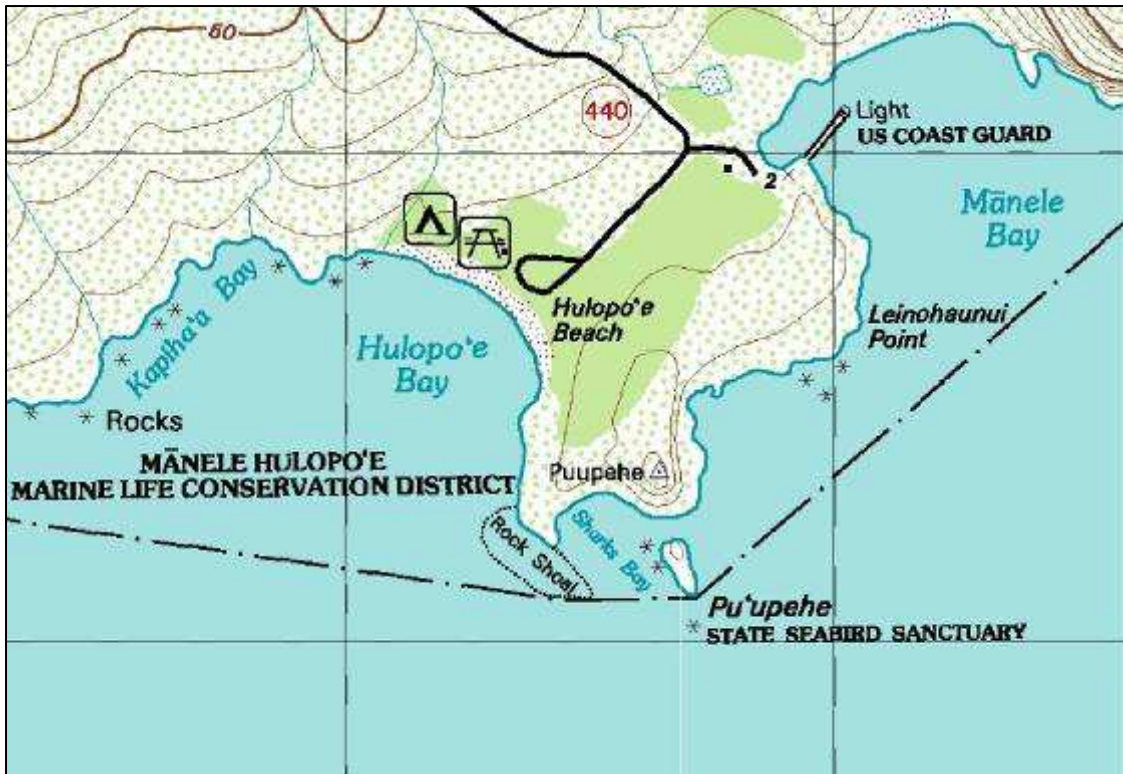 60
440
Light
US COAST GUARD
2
Mānele
Bay
Kapiha'a Bay
Hulopo'e
Beach
Leinohaunui
Point
Hulopo'e
Bay
Rocks
MĀNELE HULOPO'E
MARINE LIFE CONSERVATION DISTRICT
Puupehe
Rock Shoal
Sharks Bay
Pu'upehe
STATE SEABIRD SANCTUARY